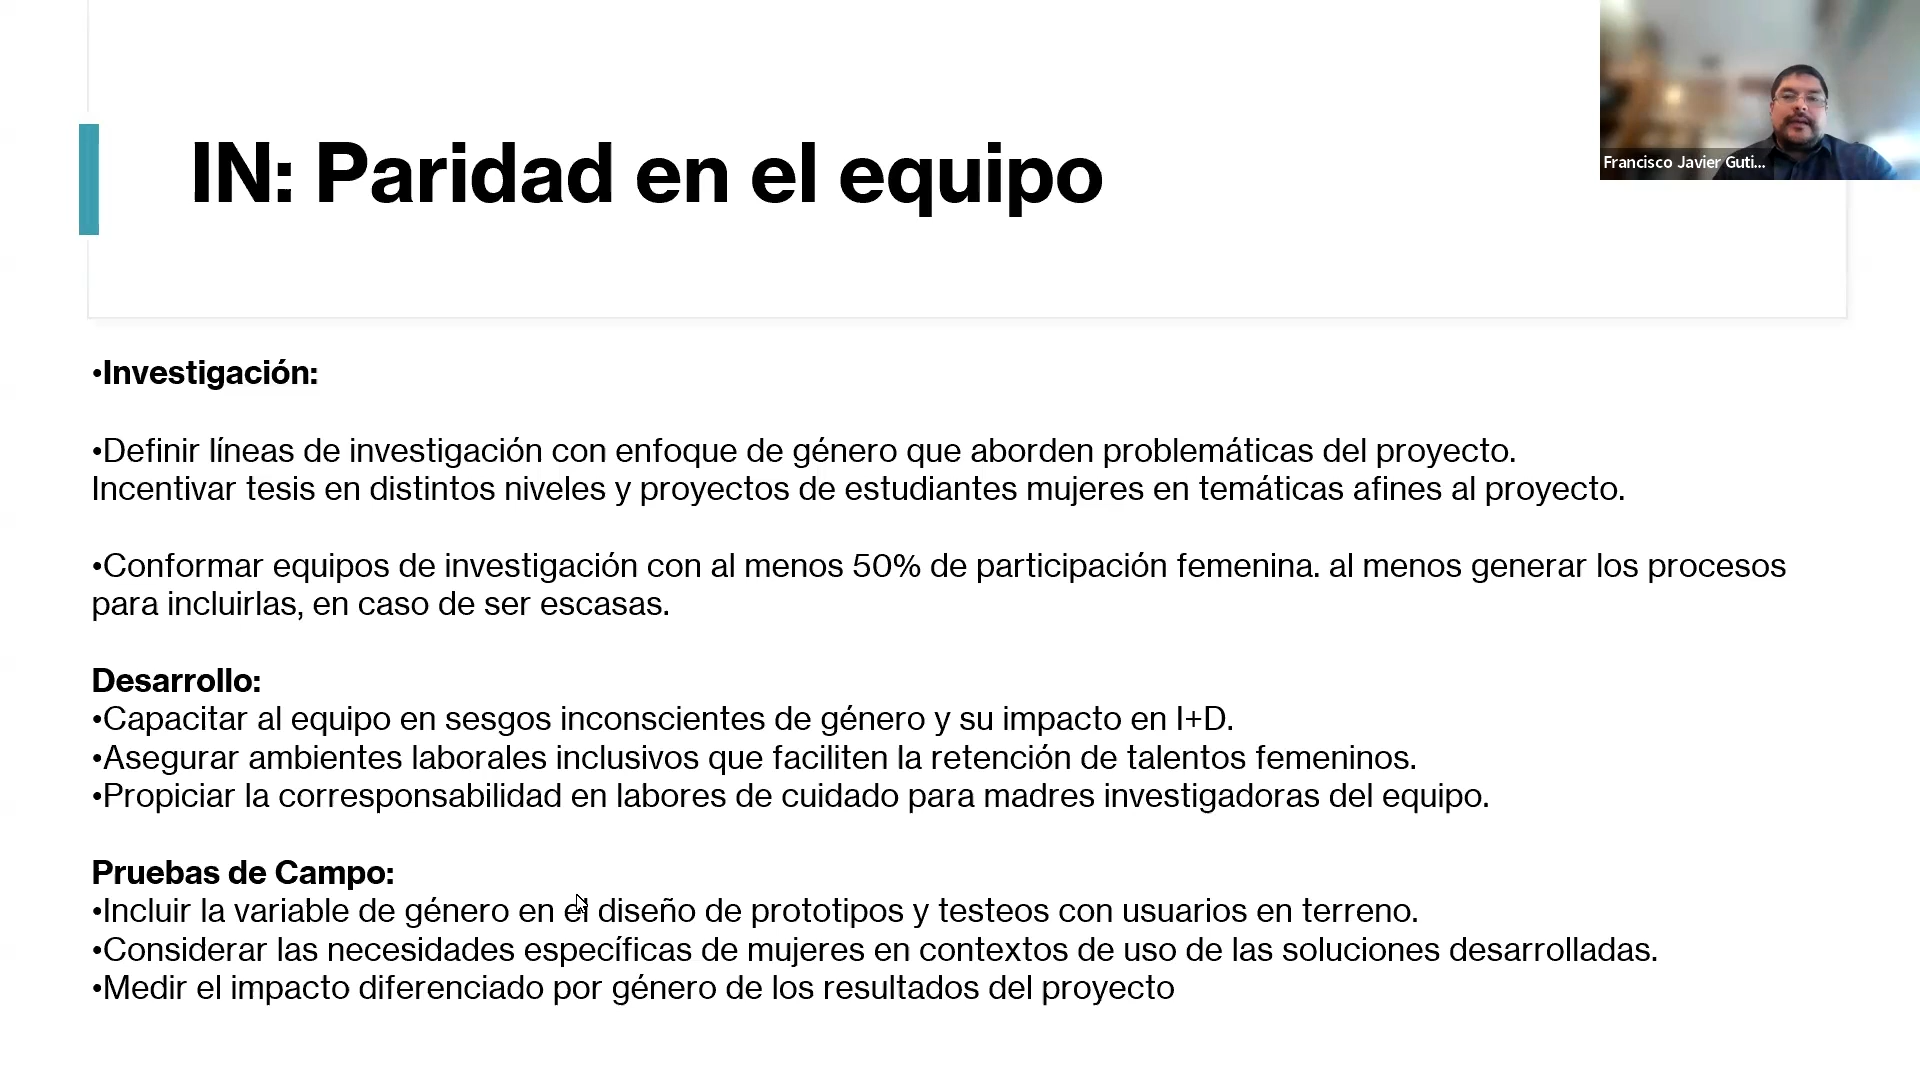 IN: Paridad en el equipo
Francisco Javier Guti...
•Investigación:
•Definir líneas de investigación con enfoque de género que aborden problemáticas del proyecto.
Incentivar tesis en distintos niveles y proyectos de estudiantes mujeres en temáticas afines al proyecto.
•Conformar equipos de investigación con al menos 50% de participación femenina. al menos generar los procesos
para incluirlas, en caso de ser escasas.
Desarrollo:
•Capacitar al equipo en sesgos inconscientes de género y su impacto en I+D.
•Asegurar ambientes laborales inclusivos que faciliten la retención de talentos femeninos.
•Propiciar la corresponsabilidad en labores de cuidado para madres investigadoras del equipo.
Pruebas de Campo:
•Incluir la variable de género en el diseño de prototipos y testeos con usuarios en terreno.
•Considerar las necesidades específicas de mujeres en contextos de uso de las soluciones desarrolladas.
•Medir el impacto diferenciado por género de los resultados del proyecto